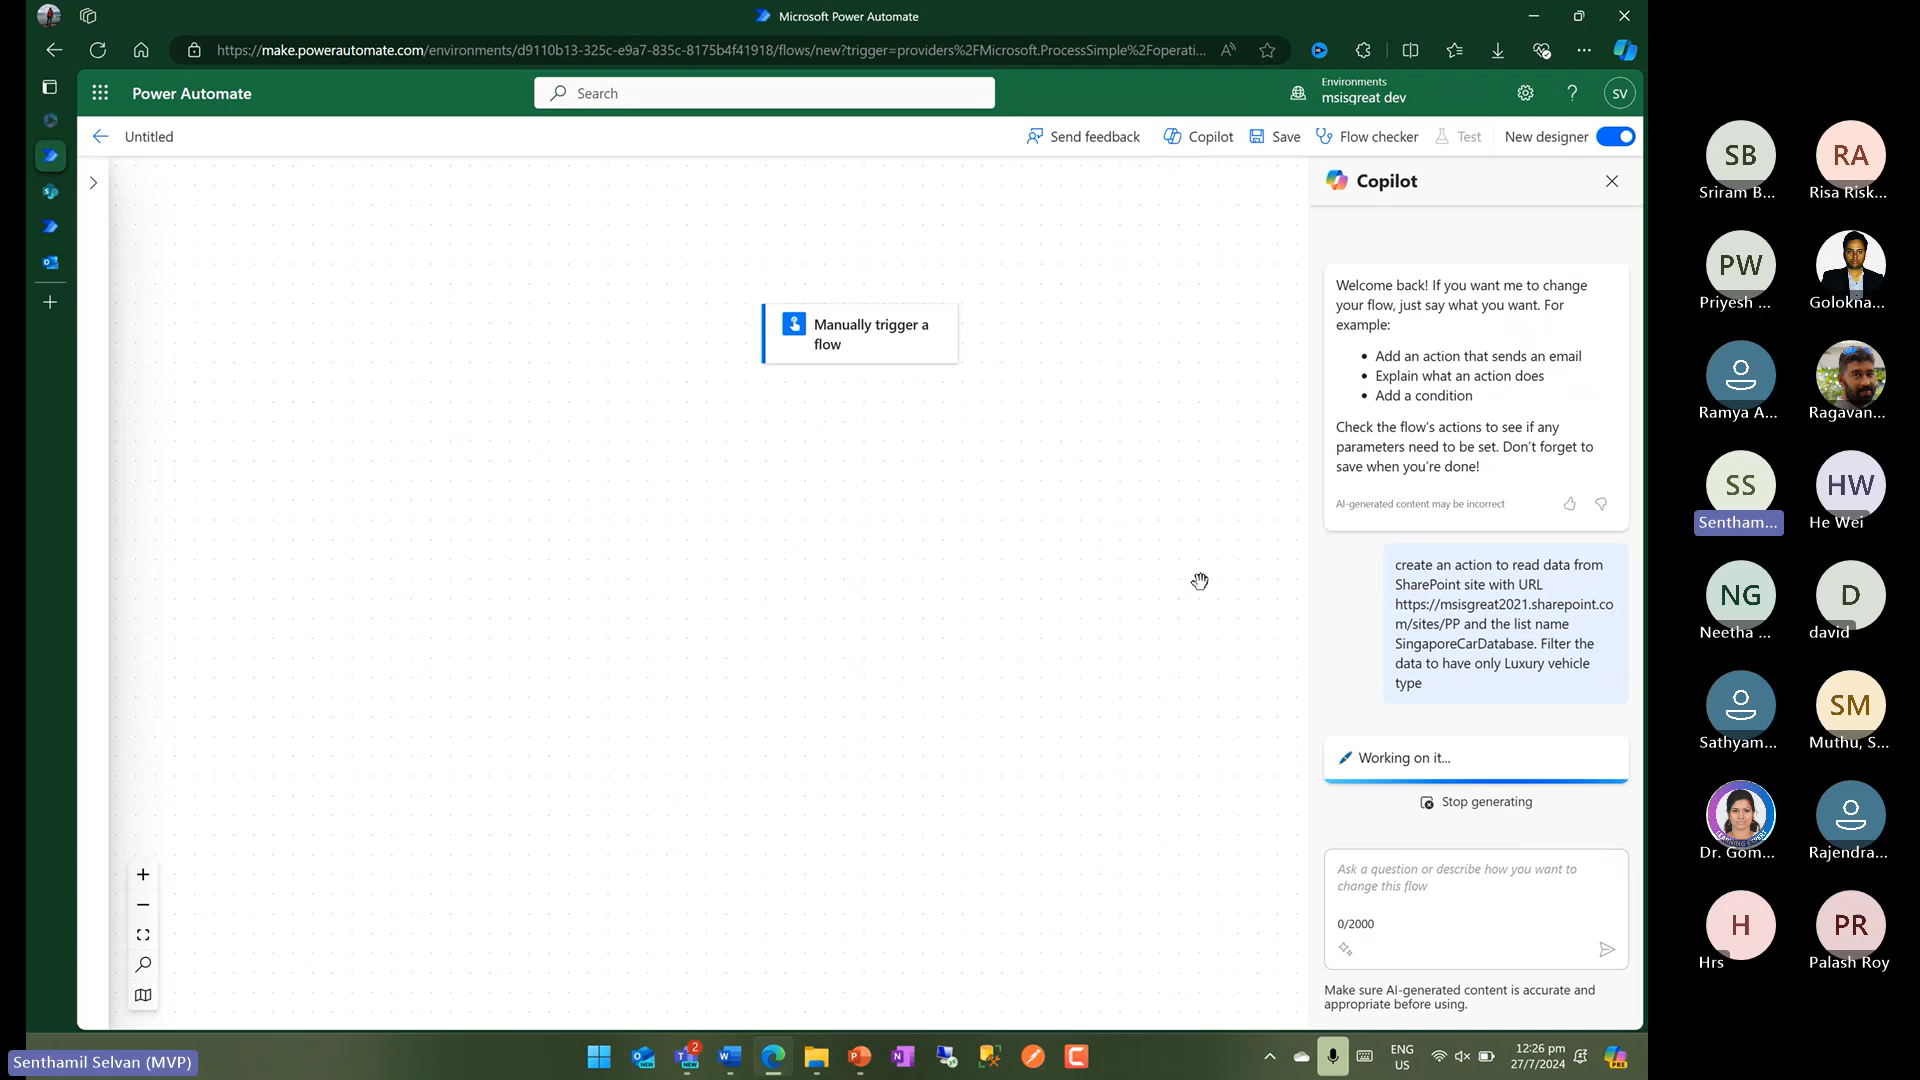 Microsoft Power Automate
https://make.powerautomate.com/environments/d9110b13-325c-e9a7-835c-8175b4f41918/flows/new?trigger=providers%2FMicrosoft.ProcessSimple%2Foperati...
Power Automate
Search
Environments
msisgreat dev
SV
Untitled
Send feedback
Copilot
Save
Flow checker
Test
New designer
Copilot
Manually trigger a
flow
Welcome back! If you want me to change
your flow, just say what you want. For
example:
• Add an action that sends an email
• Explain what an action does
• Add a condition
Check the flow's actions to see if any
parameters need to be set. Don't forget to
save when you're done!
AI-generated content may be incorrect
create an action to read data from
SharePoint site with URL
https://msisgreat2021.sharepoint.co
m/sites/PP and the list name
SingaporeCarDatabase. Filter the
data to have only Luxury vehicle
type
Working on it...
Stop generating
Ask a question or describe how you want to
change this flow
0/2000
Make sure AI-generated content is accurate and
appropriate before using.
SB
Sriram B...
RA
Risa Risk...
PW
Priyesh ...
Golokna...
Ramya A...
Ragavan...
SS
Sentham...
HW
He Wei
NG
Neetha ...
D
david
Sathyam...
SM
Muthu, S...
Dr. Gom...
Rajendra...
H
Hrs
PR
Palash Roy
Senthamil Selvan (MVP)
2
ENG
US
12:26 pm
27/7/2024